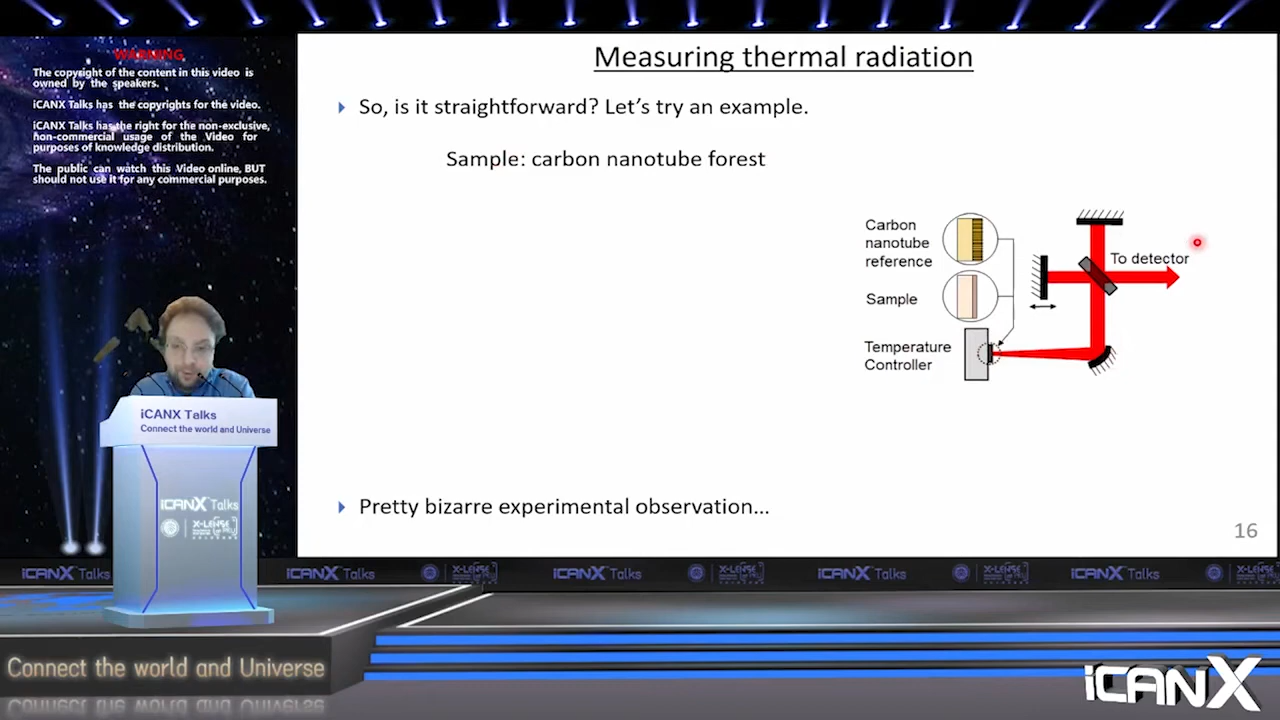 WARNING
The copyright of the content in this video is
owned by the speakers.
iCANX Talks has the copyrights for the video.
iCANX Talks has the right for the non-exclusive,
non-commercial usage of the Video for
purposes of knowledge distribution.
The public can watch this Video online, BUT
should not use it for any commercial purposes.
Measuring thermal radiation
So, is it straightforward? Let's try an example.
Sample: carbon nanotube forest
Carbon
nanotube
reference
Sample
Temperature
Controller
To detector
Pretty bizarre experimental observation...
16
iCANX Talks
Connect the world and Universe
iCANX Talks
X-LENSE
iCANX Talks
iCANX Talks
X-LENSE
iCANX Talks
X-LENSE
iCANX Talks
X-LENSE
iCANX Talks
X-LENSE
Connect the world and Universe
iCANX